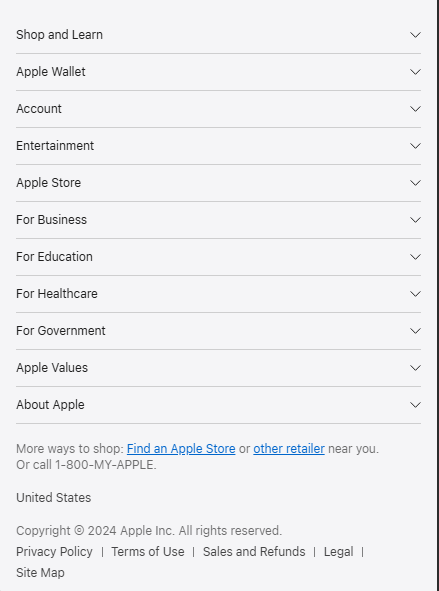 Shop and Learn
Apple Wallet
Account
Entertainment
Apple Store
For Business
For Education
For Healthcare
For Government
Apple Values
About Apple
More ways to shop: Find an Apple Store or other retailer near you.
Or call 1-800-MY-APPLE.
United States
Copyright © 2024 Apple Inc. All rights reserved.
Privacy Policy | Terms of Use | Sales and Refunds | Legal |
Site Map